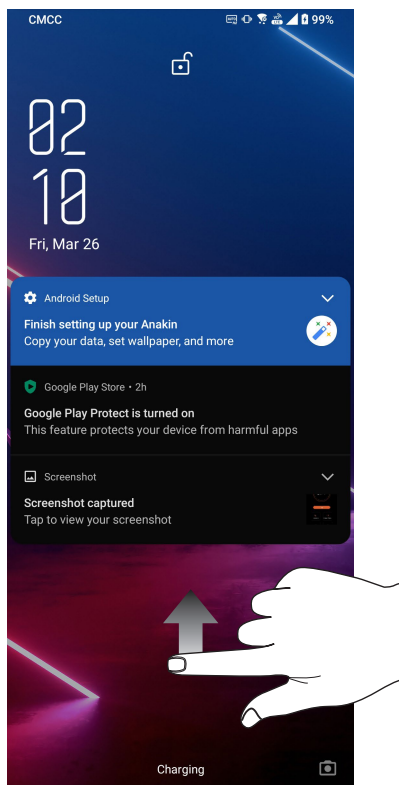 CMCC
99%
02
10
Fri, Mar 26
Android Setup
Finish setting up your Anakin
Copy your data, set wallpaper, and more
Google Play Store • 2h
Google Play Protect is turned on
This feature protects your device from harmful apps
Screenshot
Screenshot captured
Tap to view your screenshot
Charging